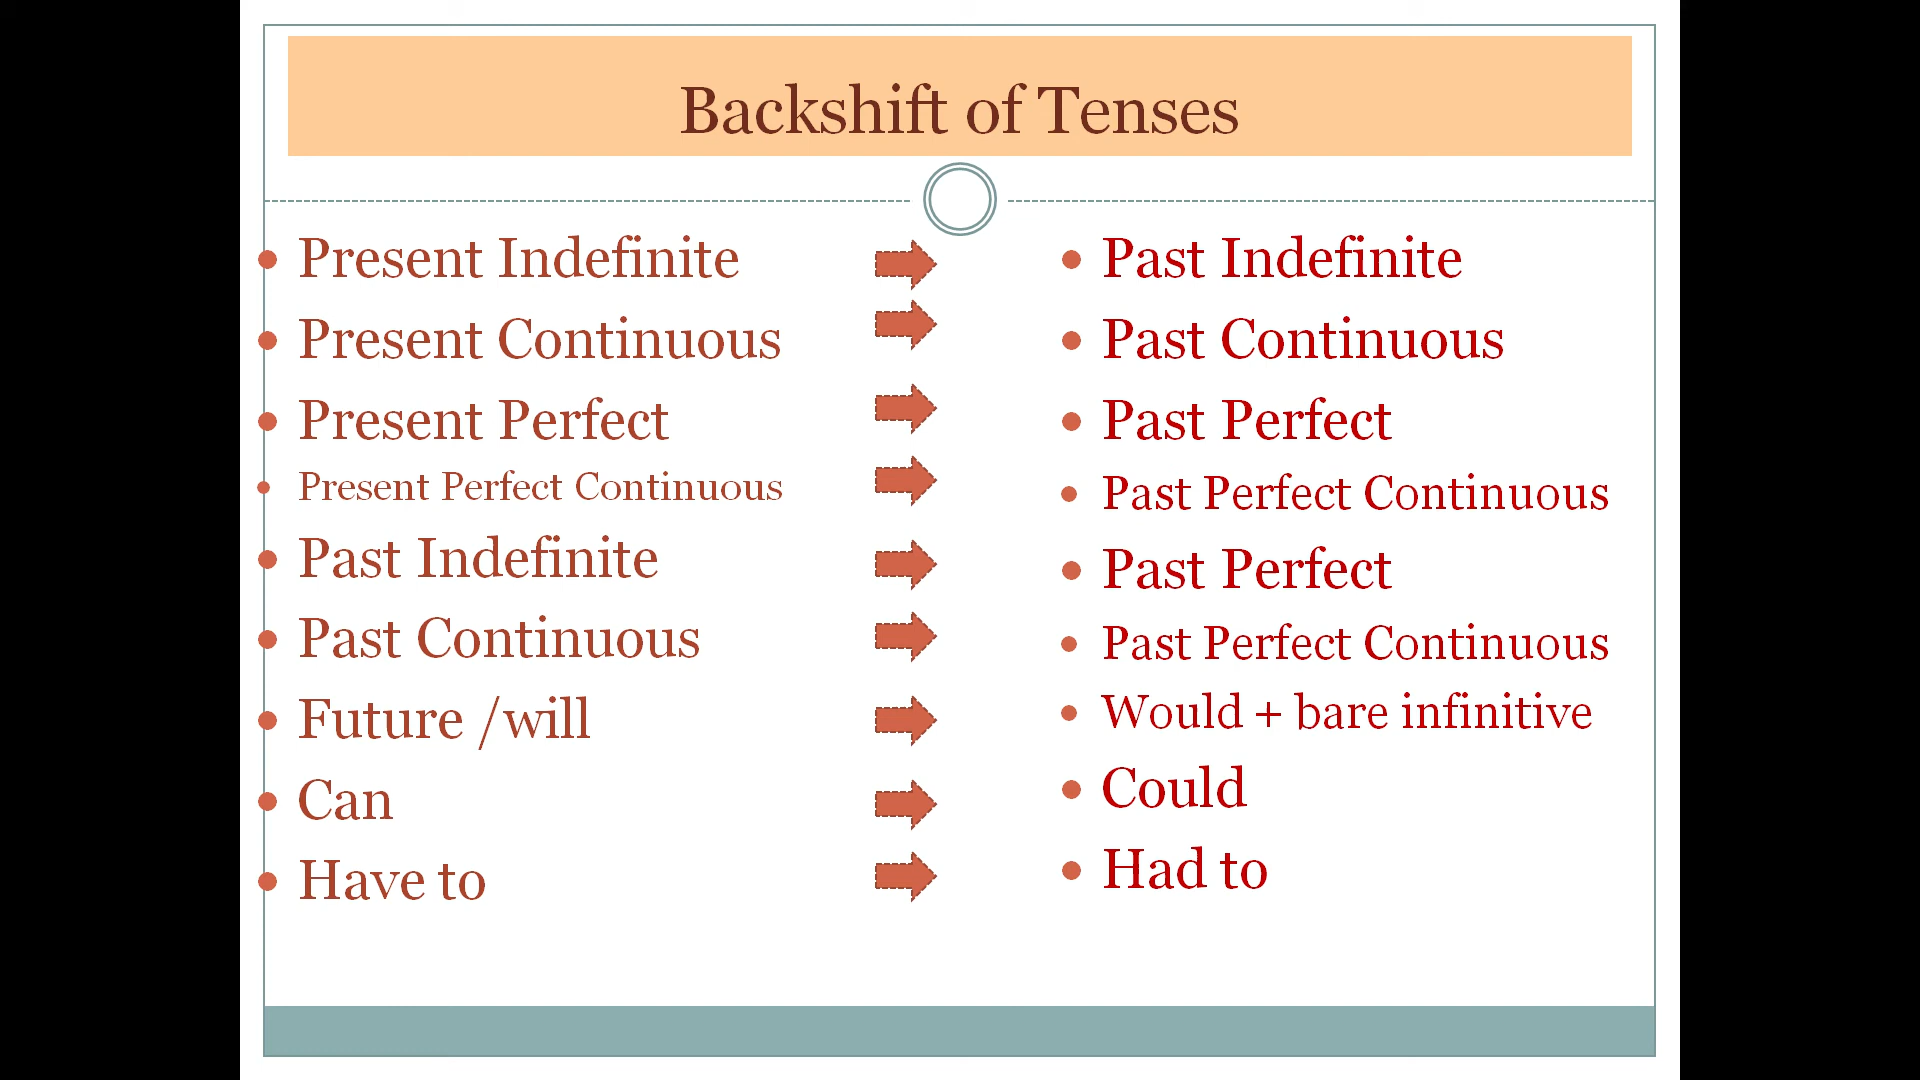 Backshift of Tenses
Present Indefinite
Present Continuous
Present Perfect
Present Perfect Continuous
Past Indefinite
Past Continuous
Future /will
Can
Have to
Past Indefinite
Past Continuous
Past Perfect
Past Perfect Continuous
Past Perfect
Past Perfect Continuous
Would + bare infinitive
Could
Had to